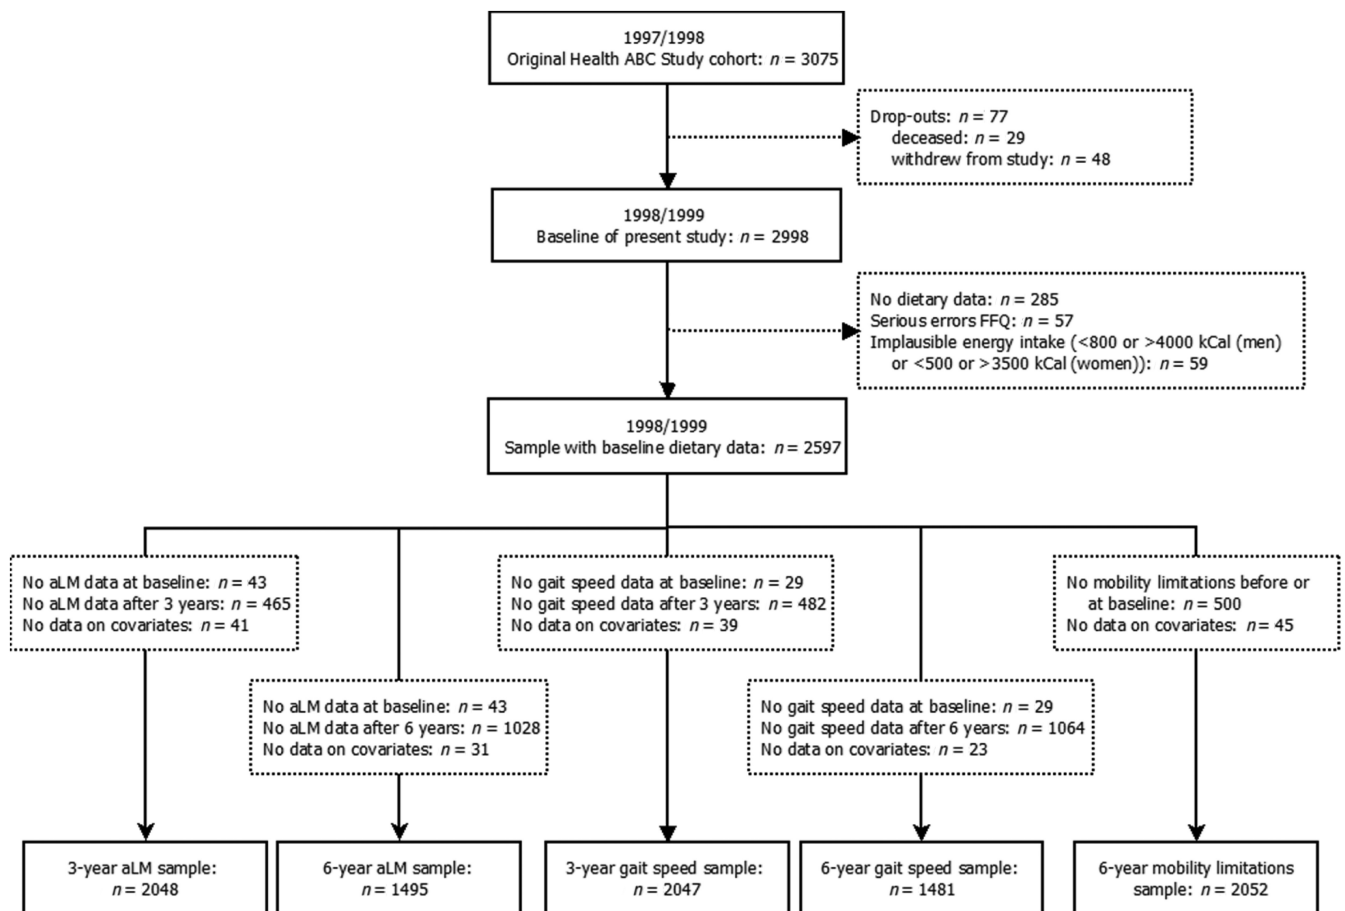 1997/1998
Original Health ABC Study cohort: n = 3075
Drop-outs: n = 77
deceased: n = 29
withdrew from study: n = 48
1998/1999
Baseline of present study: n = 2998
No dietary data: n = 285
Serious errors FFQ: n = 57
Implausible energy intake (<800 or >4000 kCal (men)
or <500 or >3500 kCal (women)): n = 59
1998/1999
Sample with baseline dietary data: n = 2597
No aLM data at baseline: n = 43
No aLM data after 3 years: n = 465
No data on covariates: n = 41
No gait speed data at baseline: n = 29
No gait speed data after 3 years: n = 482
No data on covariates: n = 39
No mobility limitations before or
at baseline: n = 500
No data on covariates: n = 45
No aLM data at baseline: n = 43
No aLM data after 6 years: n = 1028
No data on covariates: n = 31
No gait speed data at baseline: n = 29
No gait speed data after 6 years: n = 1064
No data on covariates: n = 23
3-year aLM sample:
n = 2048
6-year aLM sample:
n = 1495
3-year gait speed sample:
n = 2047
6-year gait speed sample:
n = 1481
6-year mobility limitations
sample: n = 2052